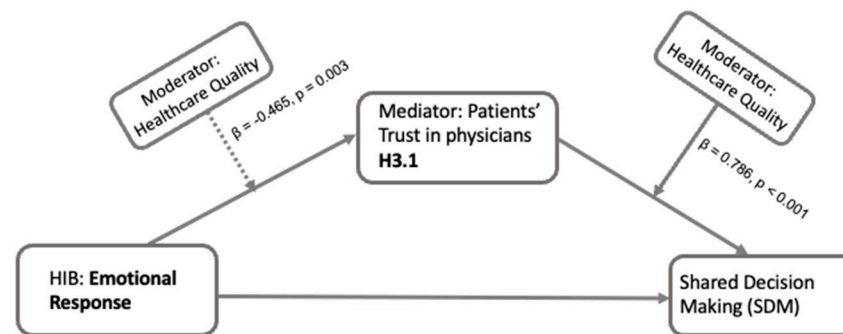 Moderator:
Healthcare Quality
β = -0.465, p = 0.003
Mediator: Patients'
Trust in physicians
H3.1
Moderator:
Healthcare Quality
β = 0.786, p < 0.001
HIB: Emotional
Response
Shared Decision
Making (SDM)